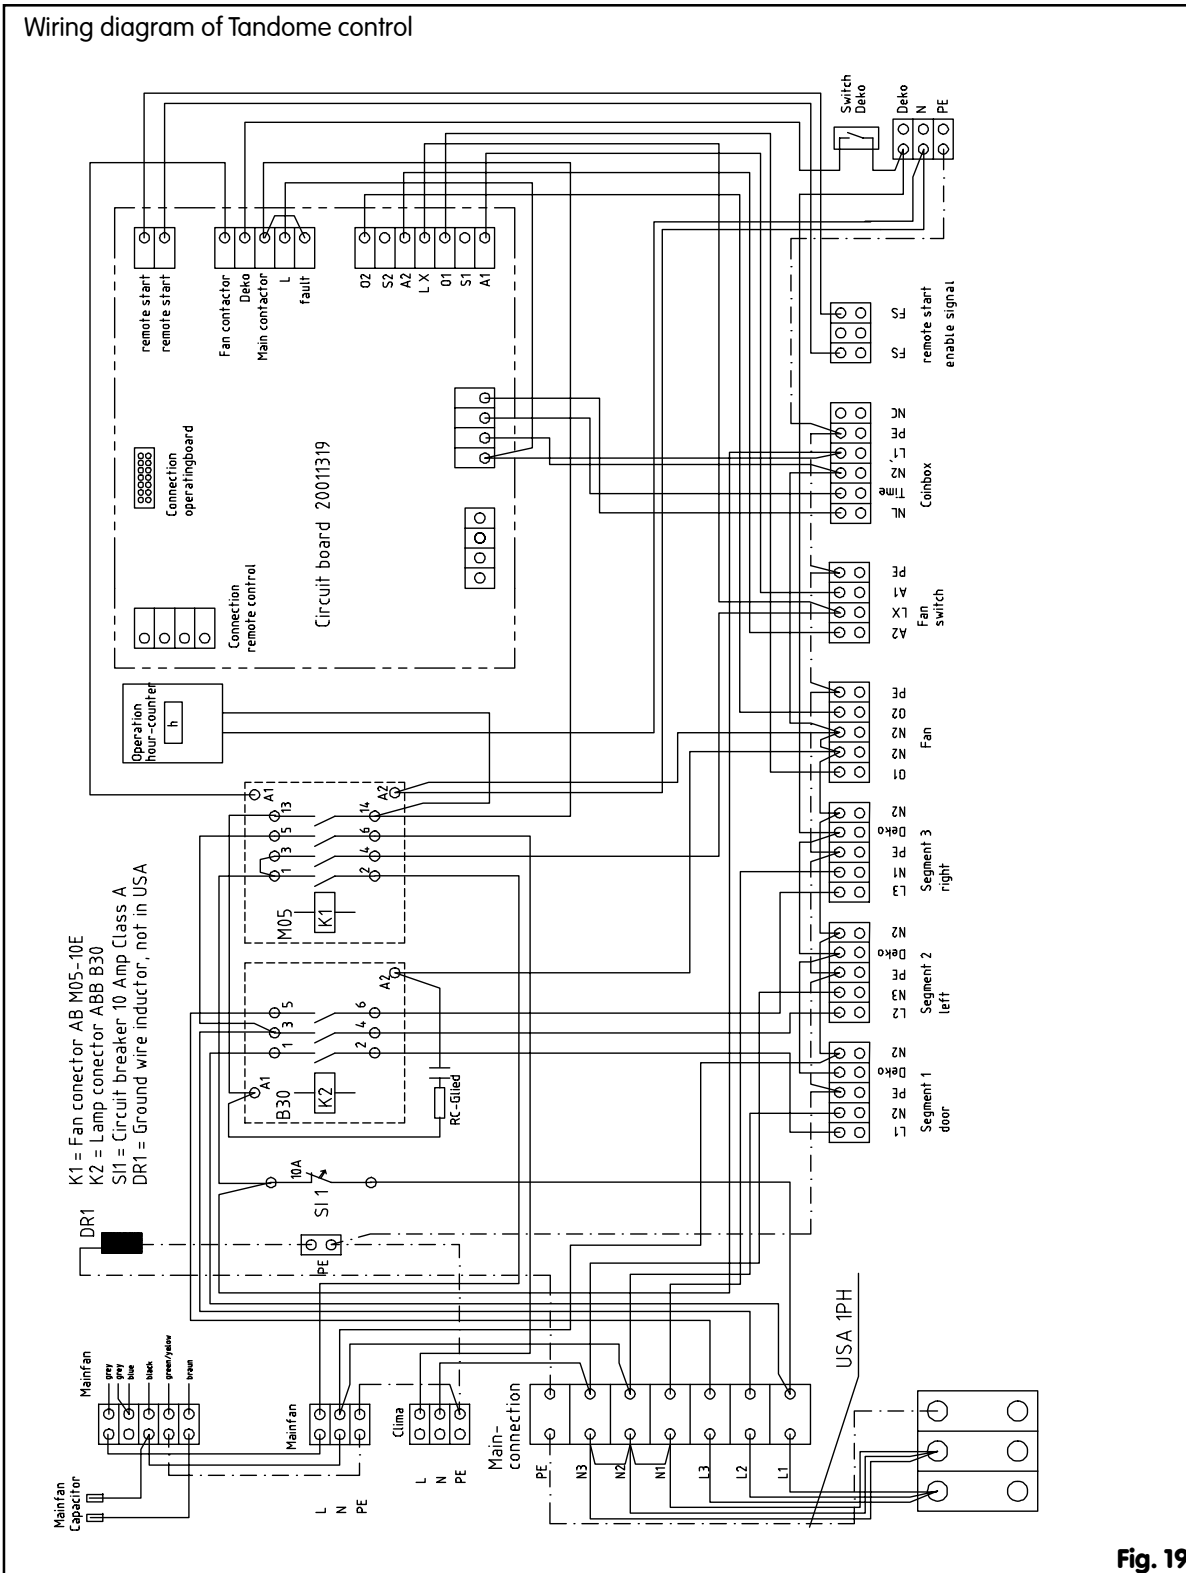 Wiring diagram of Tandome control
Switch
Deko
Deko
N
PE
remote start
remote start
Fan contactor
Deko
Main contactor
L
fault
O2
S2
A2
L X
O1
S1
A1
FS
FS
remote start
enable signal
Connection
operatingboard
Circuit board 20011319
NC
PE
L1
N2
Time
NL
Coinbox
Connection
remote control
PE
A1
LX
A2
Fan
switch
Operation
hour-counter
h
PE
O2
N2
N2
O1
Fan
A1
A2
13
14
5
6
3
4
1
2
M05
K1
N2
Deko
PE
N1
L3
Segment 3
right
K1 = Fan conector AB M05-10E
K2 = Lamp conector ABB B30
SI1 = Circuit breaker 10 Amp Class A
DR1 = Ground wire inductor, not in USA
A2
5
6
3
4
1
2
A1
B30
K2
RC-Glied
N2
Deko
PE
N3
L2
Segment 2
left
N2
Deko
PE
N2
L1
Segment 1
door
10A
SI 1
DR1
PE
USA 1PH
Mainfan
grey
grey
blue
black
green/yelow
braun
Mainfan
Capacitor
Mainfan
L
N
PE
Clima
L
N
PE
Main-
connection
PE
N3
N2
N1
L3
L2
L1
Fig. 19